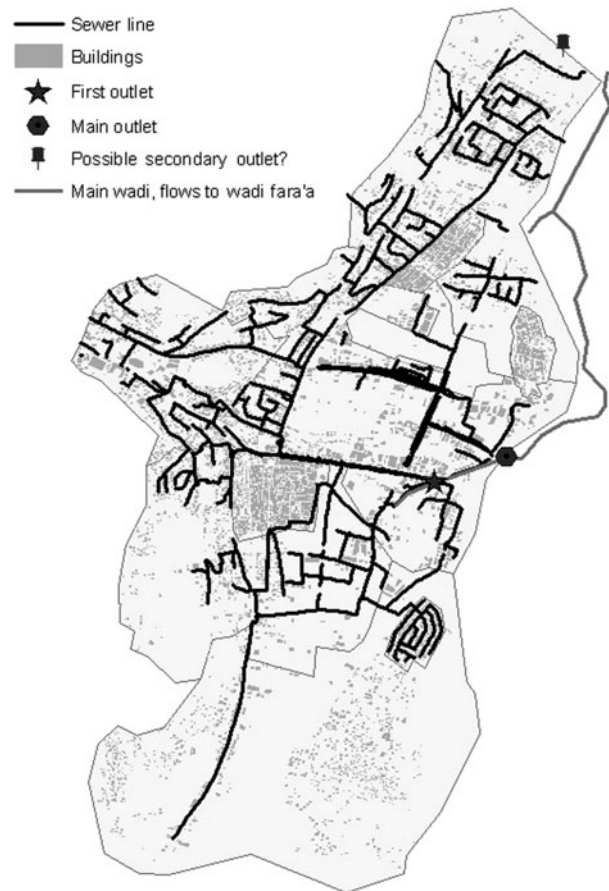 Sewer line
Buildings
First outlet
Main outlet
Possible secondary outlet?
Main wadi, flows to wadi fara'a